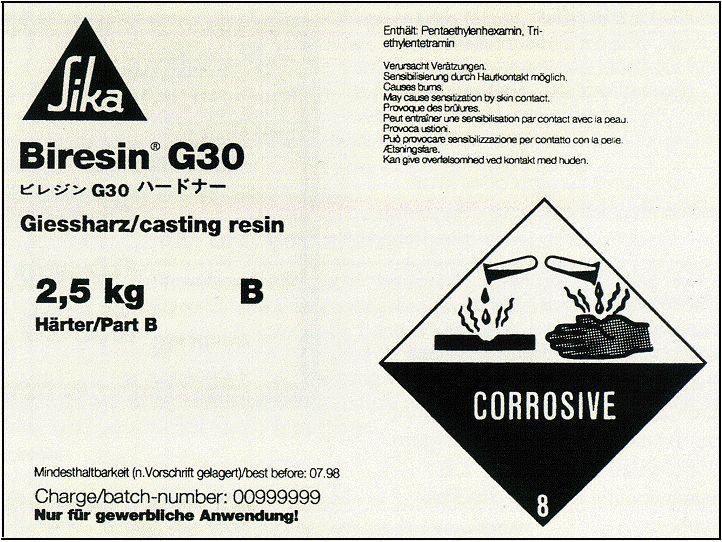 Sika
Biresin® G30
ビレジン G30 ハードナー
Giessharz/casting resin
2,5 kg B
Härter/Part B
Mindesthaltbarkeit (n.Vorschrift gelagert)/best before: 07.98
Charge/batch-number: 00999999
Nur für gewerbliche Anwendung!
Enthält: Pentaethylenhexamin, Tri-
ethylentetramin
Verursacht Verätzungen.
Sensibilisierung durch Hautkontakt möglich.
Causes burns.
May cause sensitization by skin contact.
Provoque des brûlures.
Peut entraîner une sensibilisation par contact avec la peau.
Provoca ustioni.
Può provocare sensibilizzazione per contatto con la pelle.
Ætsningsfare.
Kan give overfølsomhed ved kontakt med huden.
CORROSIVE
8